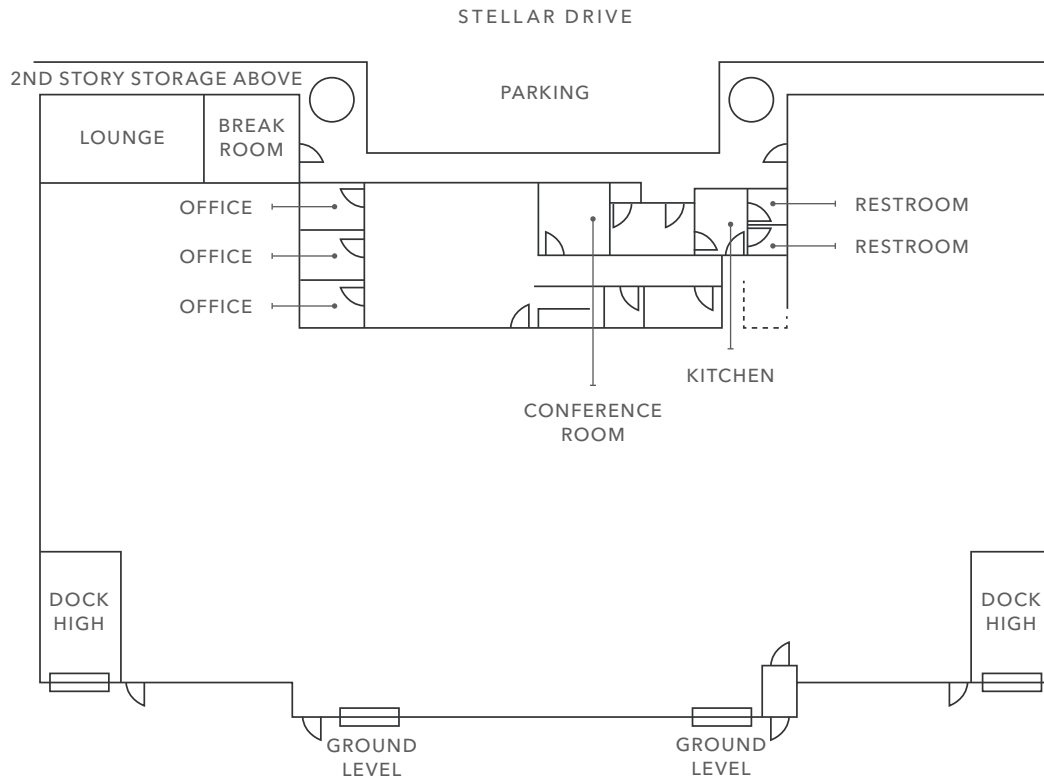 STELLAR DRIVE
2ND STORY STORAGE ABOVE
PARKING
LOUNGE
BREAK
ROOM
OFFICE
RESTROOM
OFFICE
RESTROOM
OFFICE
KITCHEN
CONFERENCE
ROOM
DOCK
HIGH
DOCK
HIGH
GROUND
LEVEL
GROUND
LEVEL